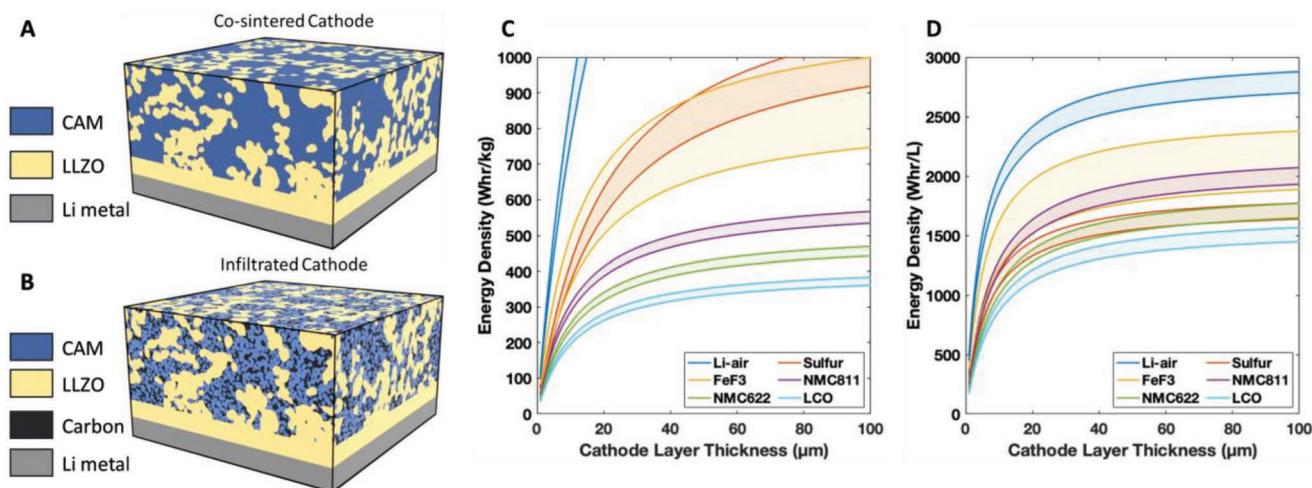 A
Co-sintered Cathode
CAM
LLZO
Li metal
B
Infiltrated Cathode
CAM
LLZO
Carbon
Li metal
C
Energy Density (Whr/kg)
1000
900
800
700
600
500
400
300
200
100
0
0 20 40 60 80 100
Cathode Layer Thickness (µm)
Li-air Sulfur
FeF3 NMC811
NMC622 LCO
D
Energy Density (Whr/L)
3000
2500
2000
1500
1000
500
0
0 20 40 60 80 100
Cathode Layer Thickness (µm)
Li-air Sulfur
FeF3 NMC811
NMC622 LCO